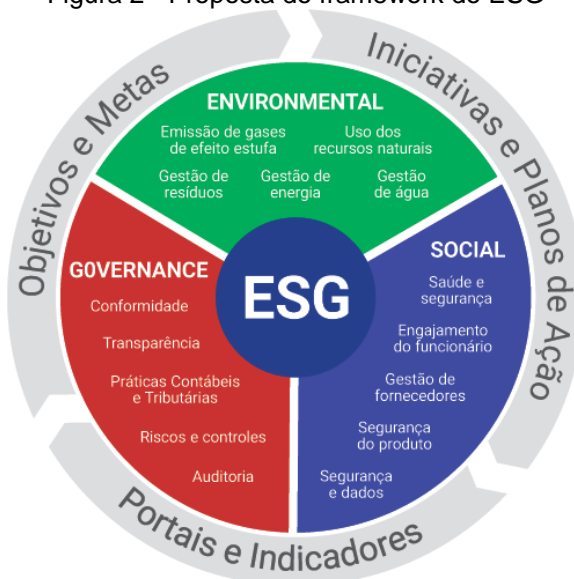 Figura 2 - Proposta de framework de ESG
Objetivos e Metas
Iniciativas e Planos de Ação
Portais e Indicadores
ENVIRONMENTAL
Emissão de gases
de efeito estufa
Uso dos
recursos naturais
Gestão de
resíduos
Gestão de
energia
Gestão
de água
G0VERNANCE
Conformidade
Transparência
Práticas Contábeis
e Tributárias
Riscos e controles
Auditoria
ESG
SOCIAL
Saúde e
segurança
Engajamento
do funcionário
Gestão de
fornecedores
Segurança
do produto
Segurança
e dados